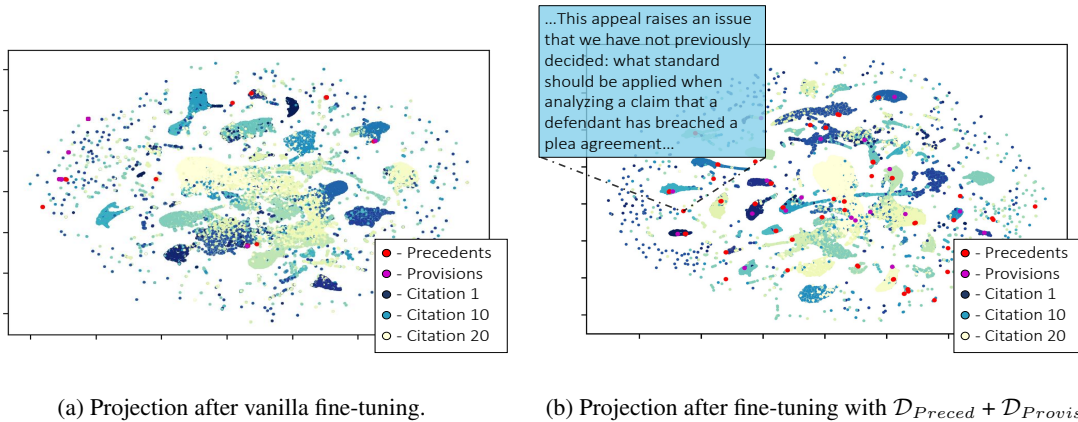 ...This appeal raises an issue
that we have not previously
decided: what standard
should be applied when
analyzing a claim that a
defendant has breached a
plea agreement...
- Precedents
- Provisions
- Citation 1
- Citation 10
- Citation 20
- Precedents
- Provisions
- Citation 1
- Citation 10
- Citation 20
(a) Projection after vanilla fine-tuning.
(b) Projection after fine-tuning with 𝒟Preced + 𝒟Provis